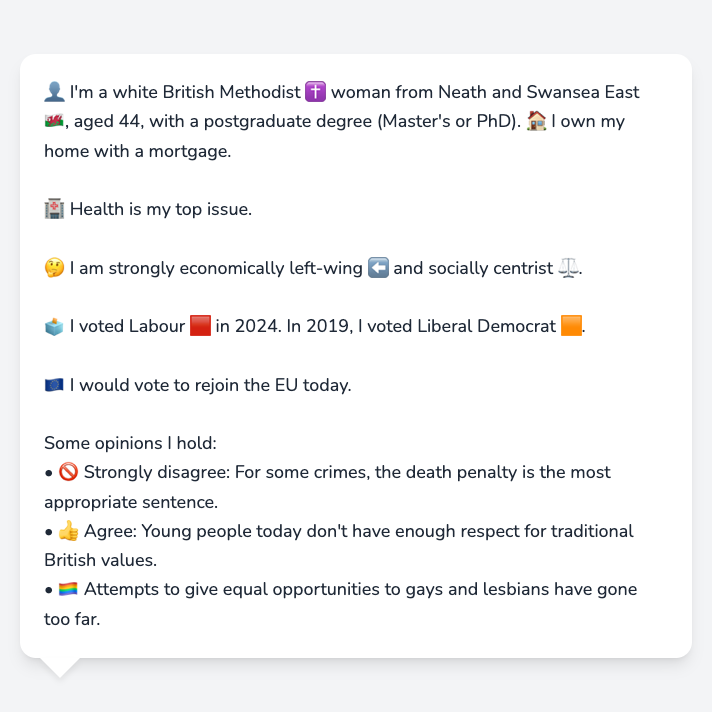 👤 I'm a white British Methodist ✝️ woman from Neath and Swansea East
🏴󠁧󠁢󠁷󠁬󠁳󠁿, aged 44, with a postgraduate degree (Master's or PhD). 🏠 I own my
home with a mortgage.
🏥 Health is my top issue.
🤔 I am strongly economically left-wing ⬅️ and socially centrist ⚖️.
🗳️ I voted Labour 🟥 in 2024. In 2019, I voted Liberal Democrat 🟧.
🇪🇺 I would vote to rejoin the EU today.
Some opinions I hold:
• 🚫 Strongly disagree: For some crimes, the death penalty is the most
appropriate sentence.
• 👍 Agree: Young people today don't have enough respect for traditional
British values.
• 🏳️‍🌈 Attempts to give equal opportunities to gays and lesbians have gone
too far.